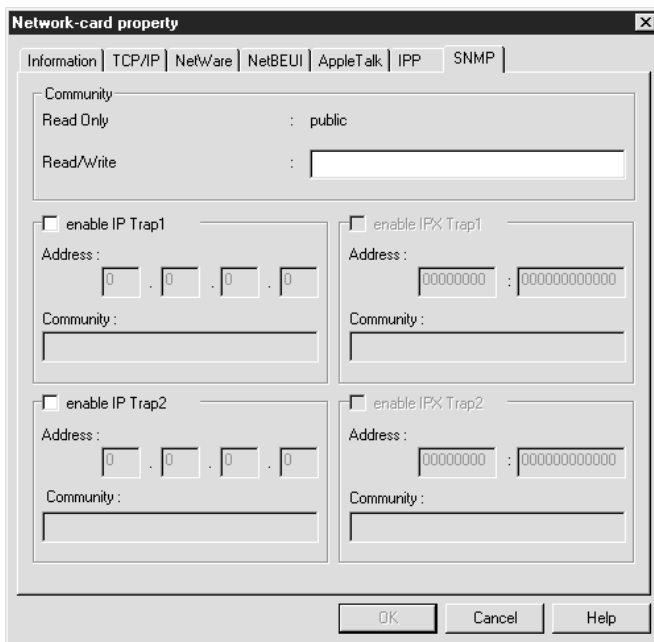 Network-card property
Information TCP/IP NetWare NetBEUI AppleTalk IPP SNMP
Community
Read Only : public
Read/Write :
enable IP Trap1
Address :
0 . 0 . 0 . 0
Community :
enable IPX Trap1
Address :
00000000 : 000000000000
Community :
enable IP Trap2
Address :
0 . 0 . 0 . 0
Community :
enable IPX Trap2
Address :
00000000 : 000000000000
Community :
OK Cancel Help